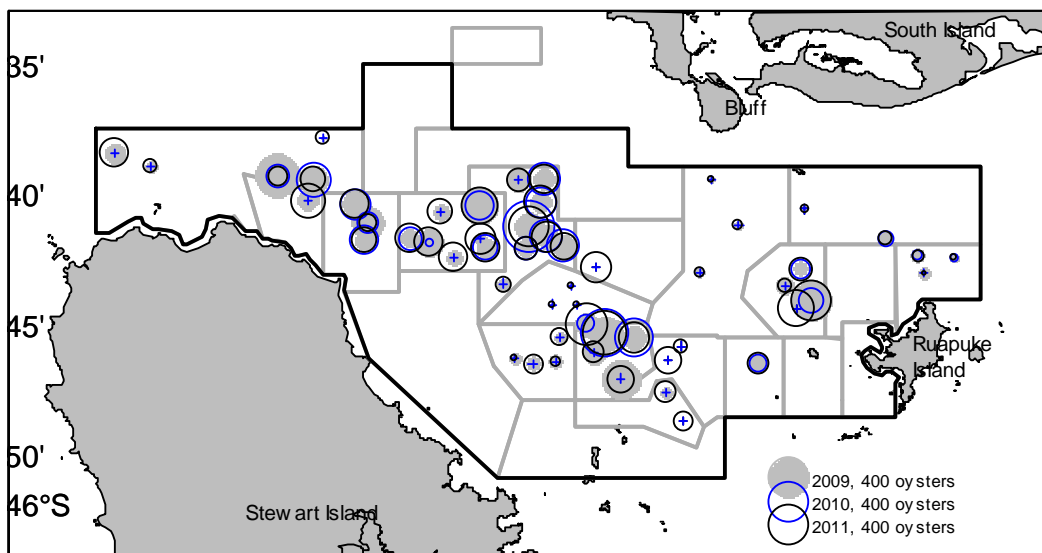 South Island
35'
Bluff
40'
45'
Ruapuke
Island
50'
2009, 400 oysters
46°S
2010, 400 oysters
Stewart Island
2011, 400 oysters